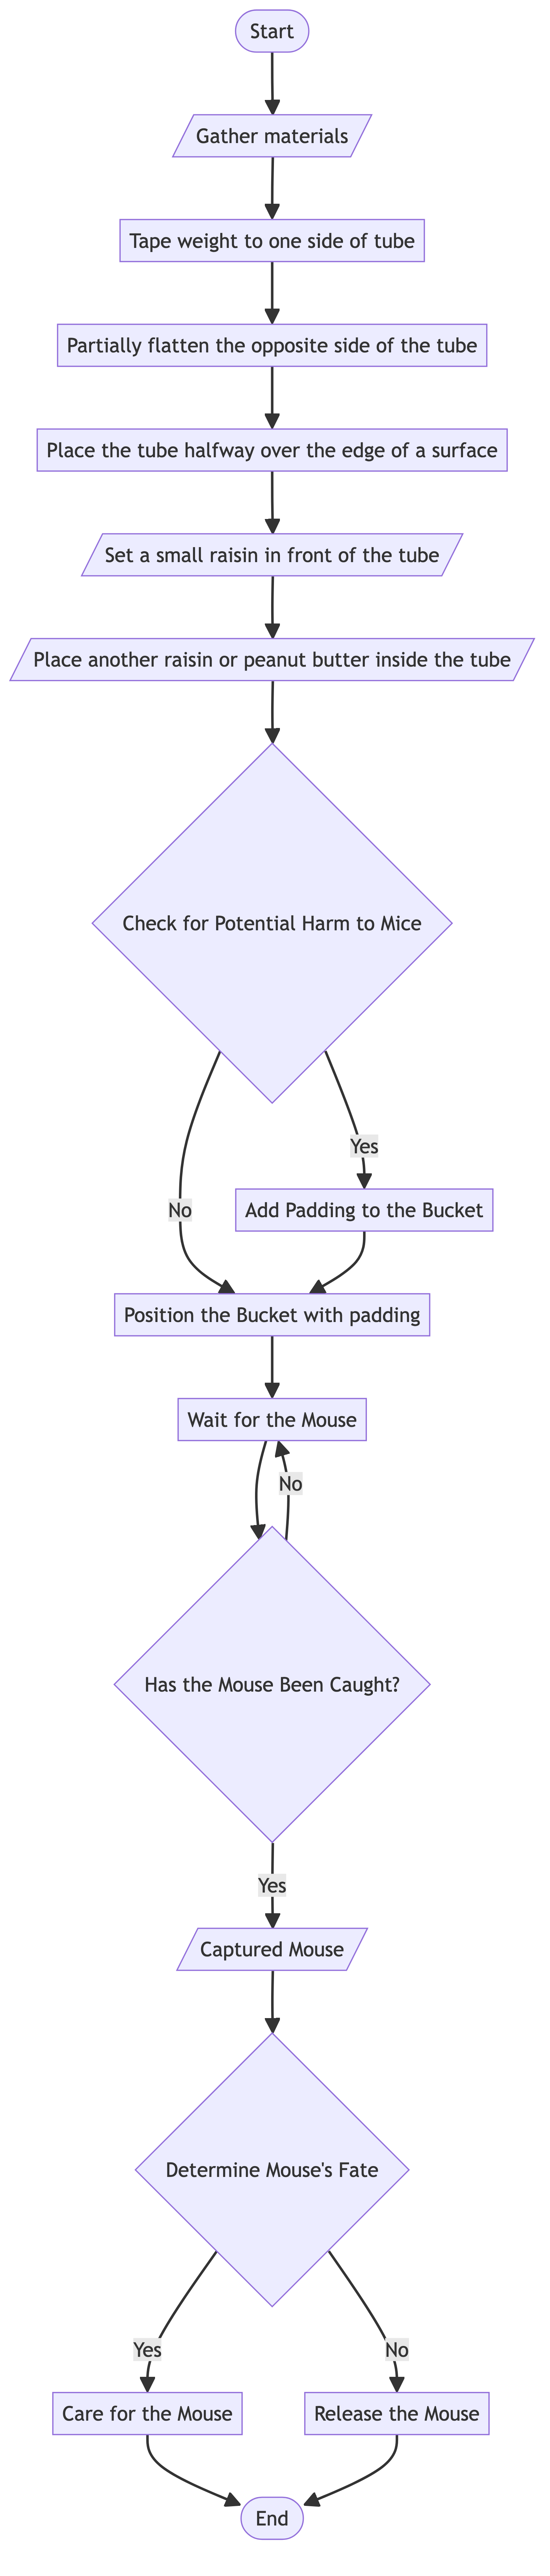 Start
Gather materials
Tape weight to one side of tube
Partially flatten the opposite side of the tube
Place the tube halfway over the edge of a surface
Set a small raisin in front of the tube
Place another raisin or peanut butter inside the tube
Check for Potential Harm to Mice
Yes
No
Add Padding to the Bucket
Position the Bucket with padding
Wait for the Mouse
No
Has the Mouse Been Caught?
Yes
Captured Mouse
Determine Mouse's Fate
Yes
No
Care for the Mouse
Release the Mouse
End